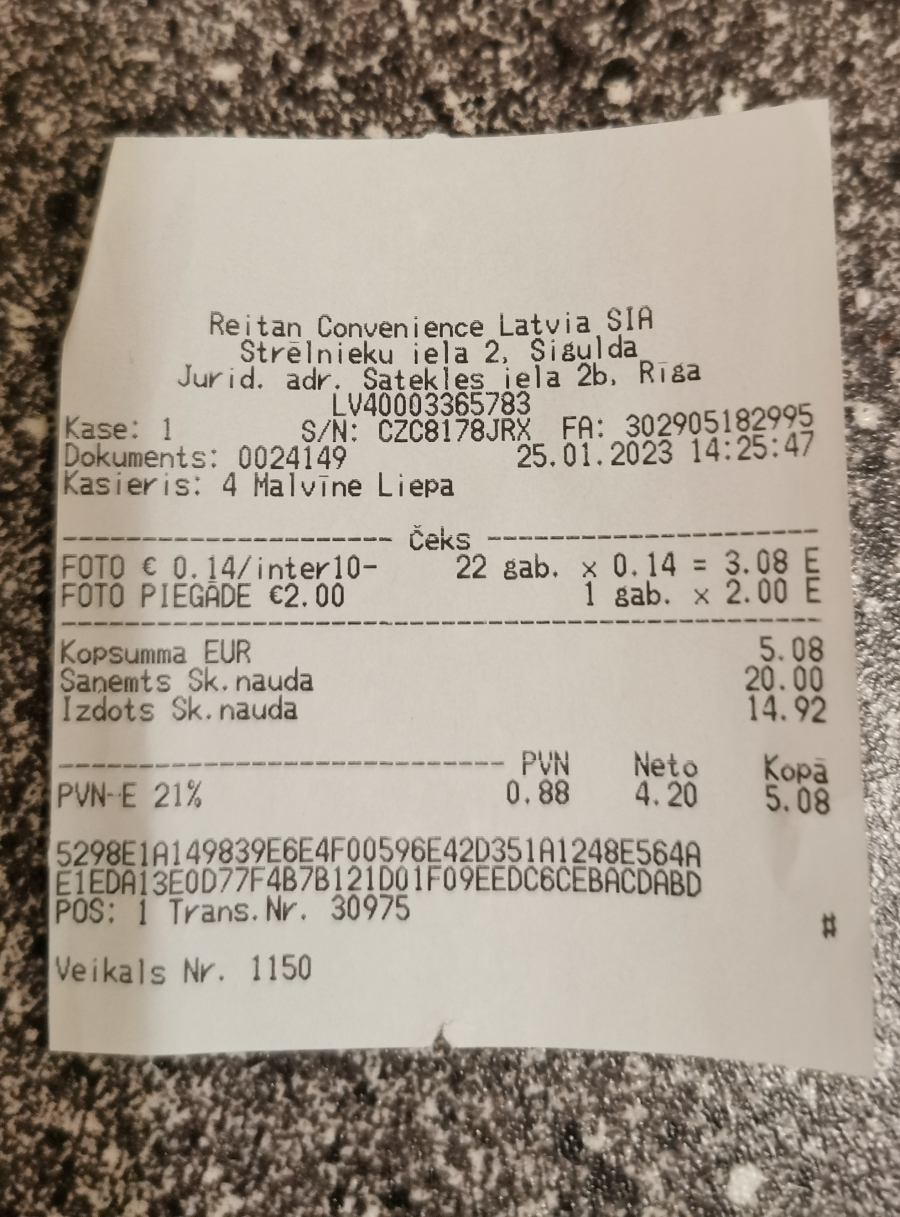 Reitan Convenience Latvia SIA
Strēlnieku iela 2, Sigulda
Jurid. adr. Satekles iela 2b, Rīga
LV40003365783
Kase: 1 S/N: CZC8178JRX FA: 302905182995
Dokuments: 0024149 25.01.2023 14:25:47
Kasieris: 4 Malvīne Liepa
--------------------- Čeks ---------------------
FOTO € 0.14/inter10- 22 gab. x 0.14 = 3.08 E
FOTO PIEGĀDE €2.00 1 gab. x 2.00 E
Kopsumma EUR 5.08
Saņemts Sk.nauda 20.00
Izdots Sk.nauda 14.92
---------------------------- PVN Neto Kopā
PVN-E 21% 0.88 4.20 5.08
5298E1A149839E6E4F00596E42D351A1248E564A
E1EDA13E0D77F4B7B121D01F09EEDC6CEBACDABD
POS: 1 Trans.Nr. 30975
#
Veikals Nr. 1150